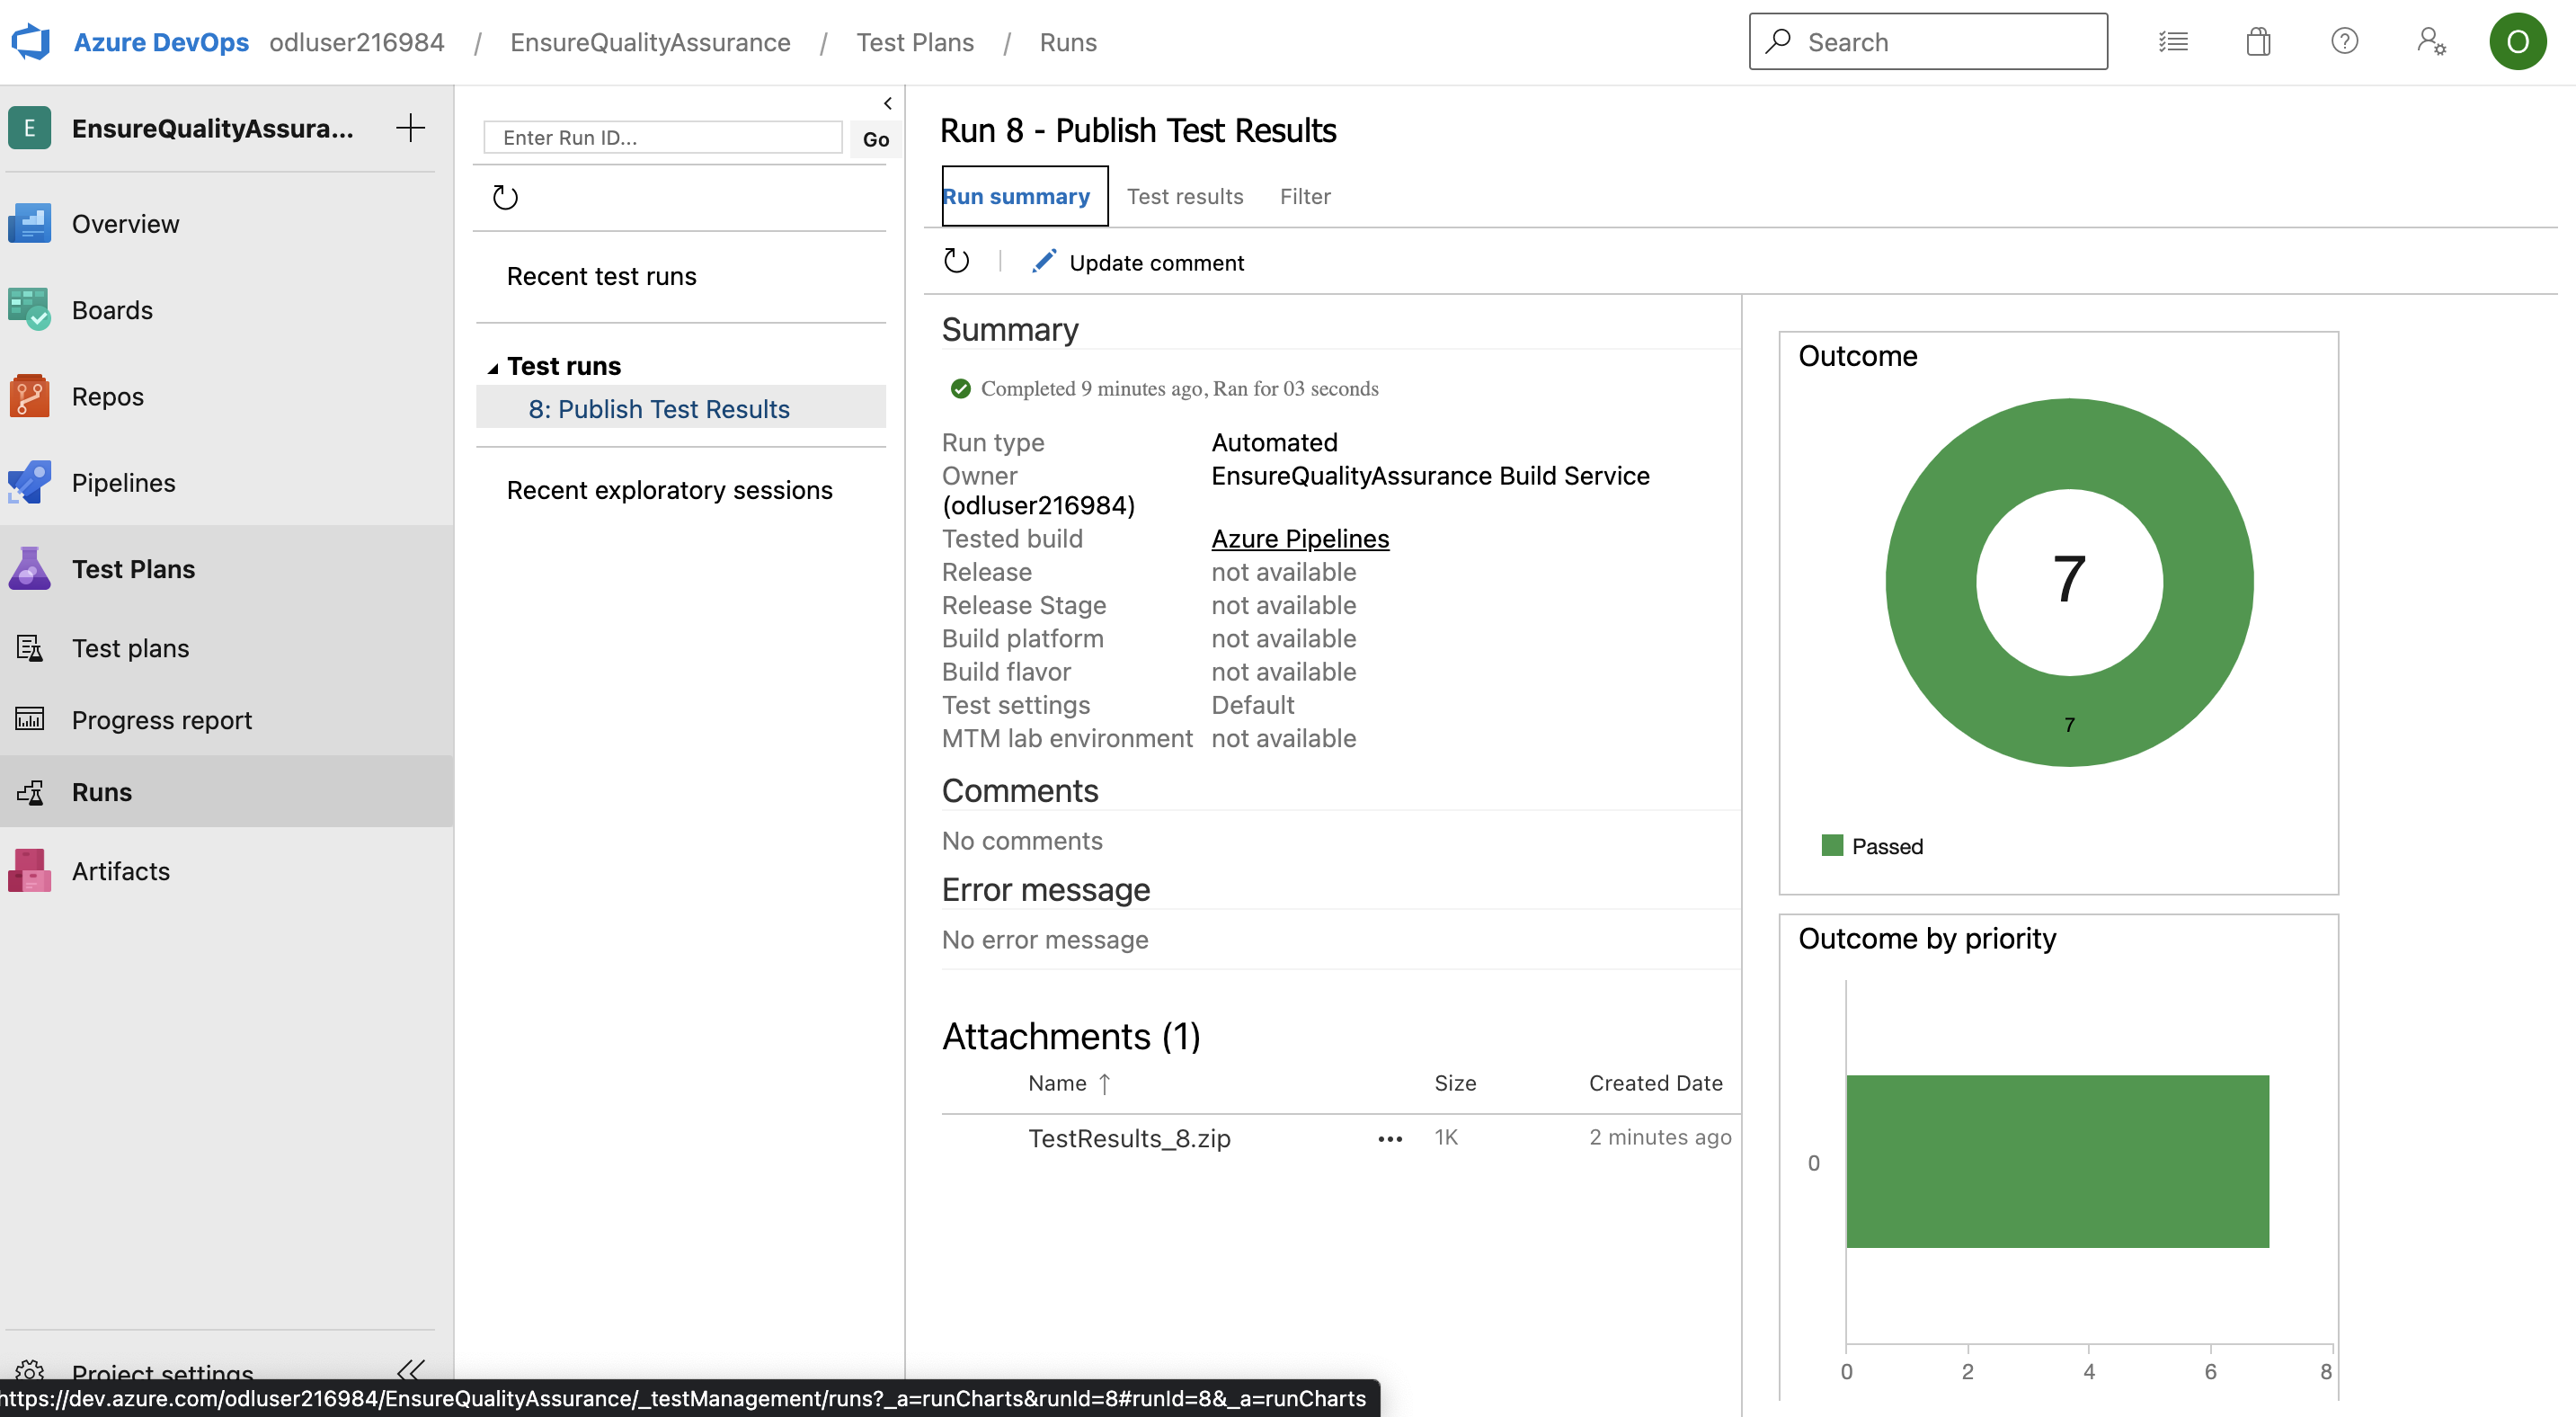 Azure DevOps odluser216984 / EnsureQualityAssurance / Test Plans / Runs
Search
O
E EnsureQualityAssura...
Overview
Boards
Repos
Pipelines
Test Plans
Test plans
Progress report
Runs
Artifacts
Project settings
Enter Run ID...
Go
Recent test runs
Test runs
8: Publish Test Results
Recent exploratory sessions
Run 8 - Publish Test Results
Run summary Test results Filter
Update comment
Summary
Completed 9 minutes ago, Ran for 03 seconds
Run type Automated
Owner EnsureQualityAssurance Build Service
(odluser216984)
Tested build Azure Pipelines
Release not available
Release Stage not available
Build platform not available
Build flavor not available
Test settings Default
MTM lab environment not available
Comments
No comments
Error message
No error message
Attachments (1)
Name ↑ Size Created Date
TestResults_8.zip ••• 1K 2 minutes ago
Outcome
7
7
Passed
Outcome by priority
0
0 2 4 6 8
https://dev.azure.com/odluser216984/EnsureQualityAssurance/_testManagement/runs?_a=runCharts&runId=8#runId=8&_a=runCharts